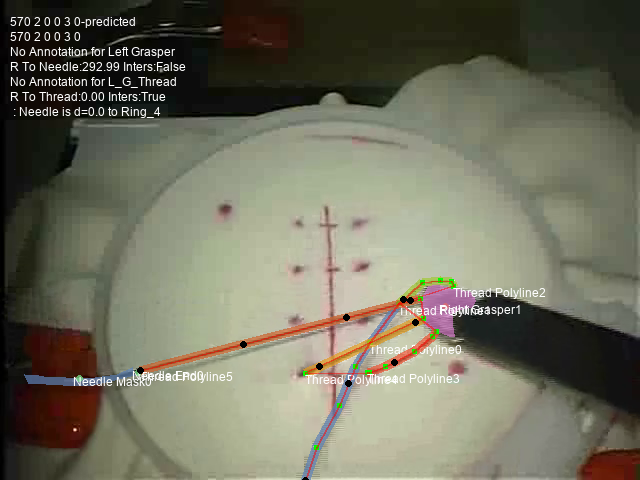 570 2 0 0 3 0-predicted
570 2 0 0 3 0
No Annotation for Left Grasper
R To Needle:292.99 Inters:False
No Annotation for L_G_Thread
R To Thread:0.00 Inters:True
: Needle is d=0.0 to Ring_4
Thread Polyline2
Right Grasper1
Thread Polyline0
Needle Mask0
Thread Polyline3